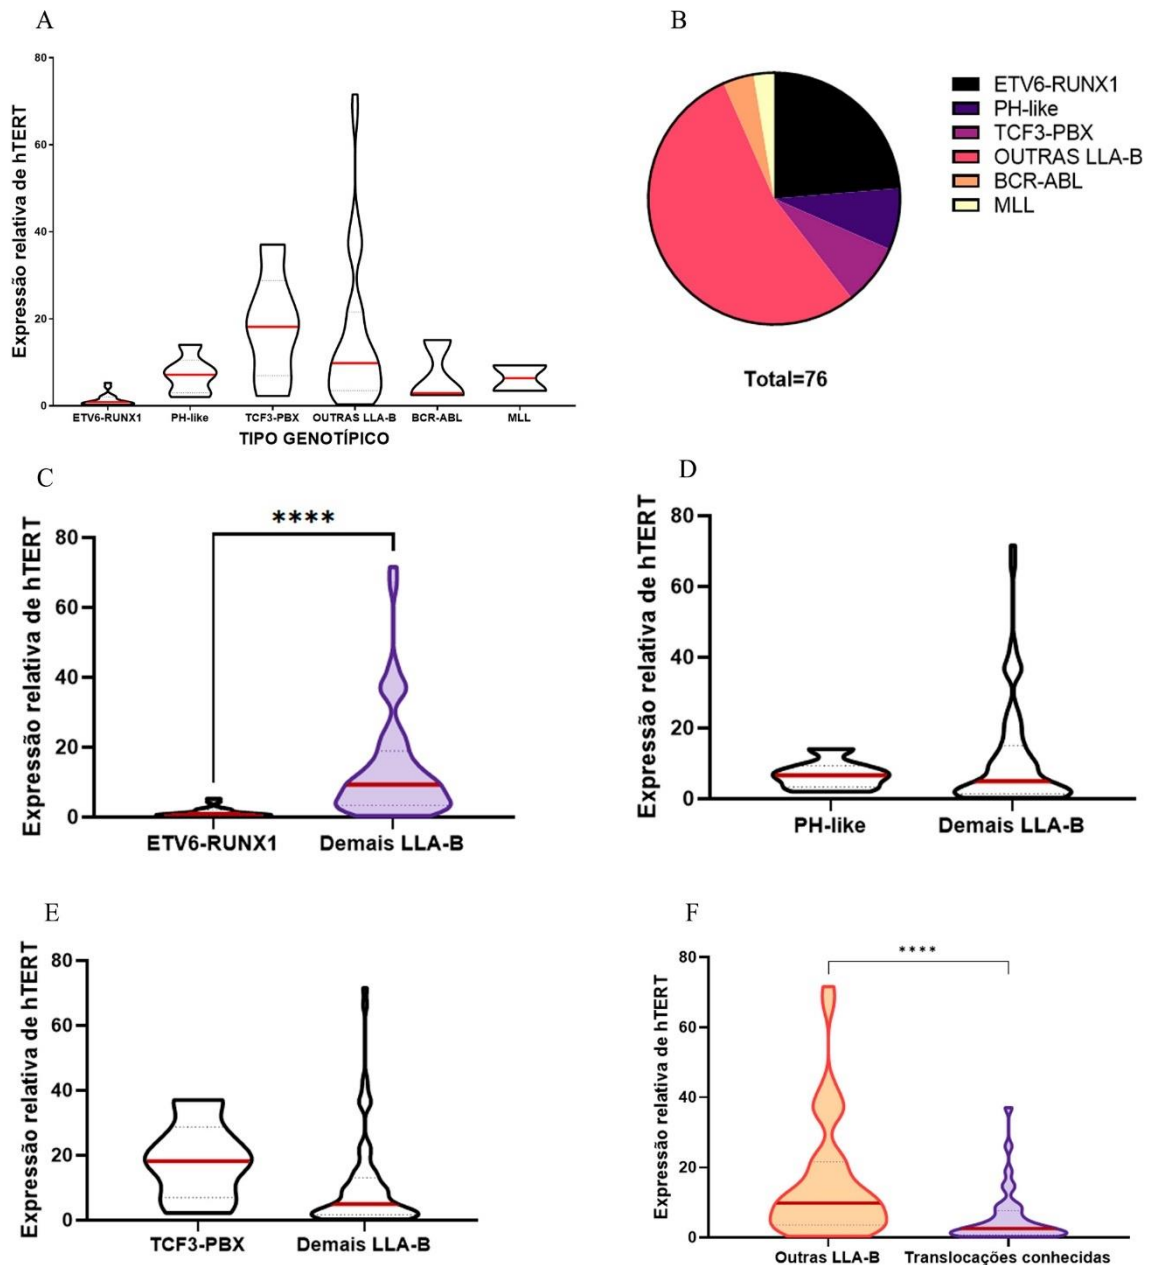 A
Expressão relativa de hTERT
80
60
40
20
0
ETV6-RUNX1 PH-like TCF3-PBX OUTRAS LLA-B BCR-ABL MLL
TIPO GENOTÍPICO
B
ETV6-RUNX1
PH-like
TCF3-PBX
OUTRAS LLA-B
BCR-ABL
MLL
Total=76
C
****
Expressão relativa de hTERT
80
60
40
20
0
ETV6-RUNX1 Demais LLA-B
D
Expressão relativa de hTERT
80
60
40
20
0
PH-like Demais LLA-B
E
Expressão relativa de hTERT
80
60
40
20
0
TCF3-PBX Demais LLA-B
F
****
Expressão relativa de hTERT
80
60
40
20
0
Outras LLA-B Translocações conhecidas